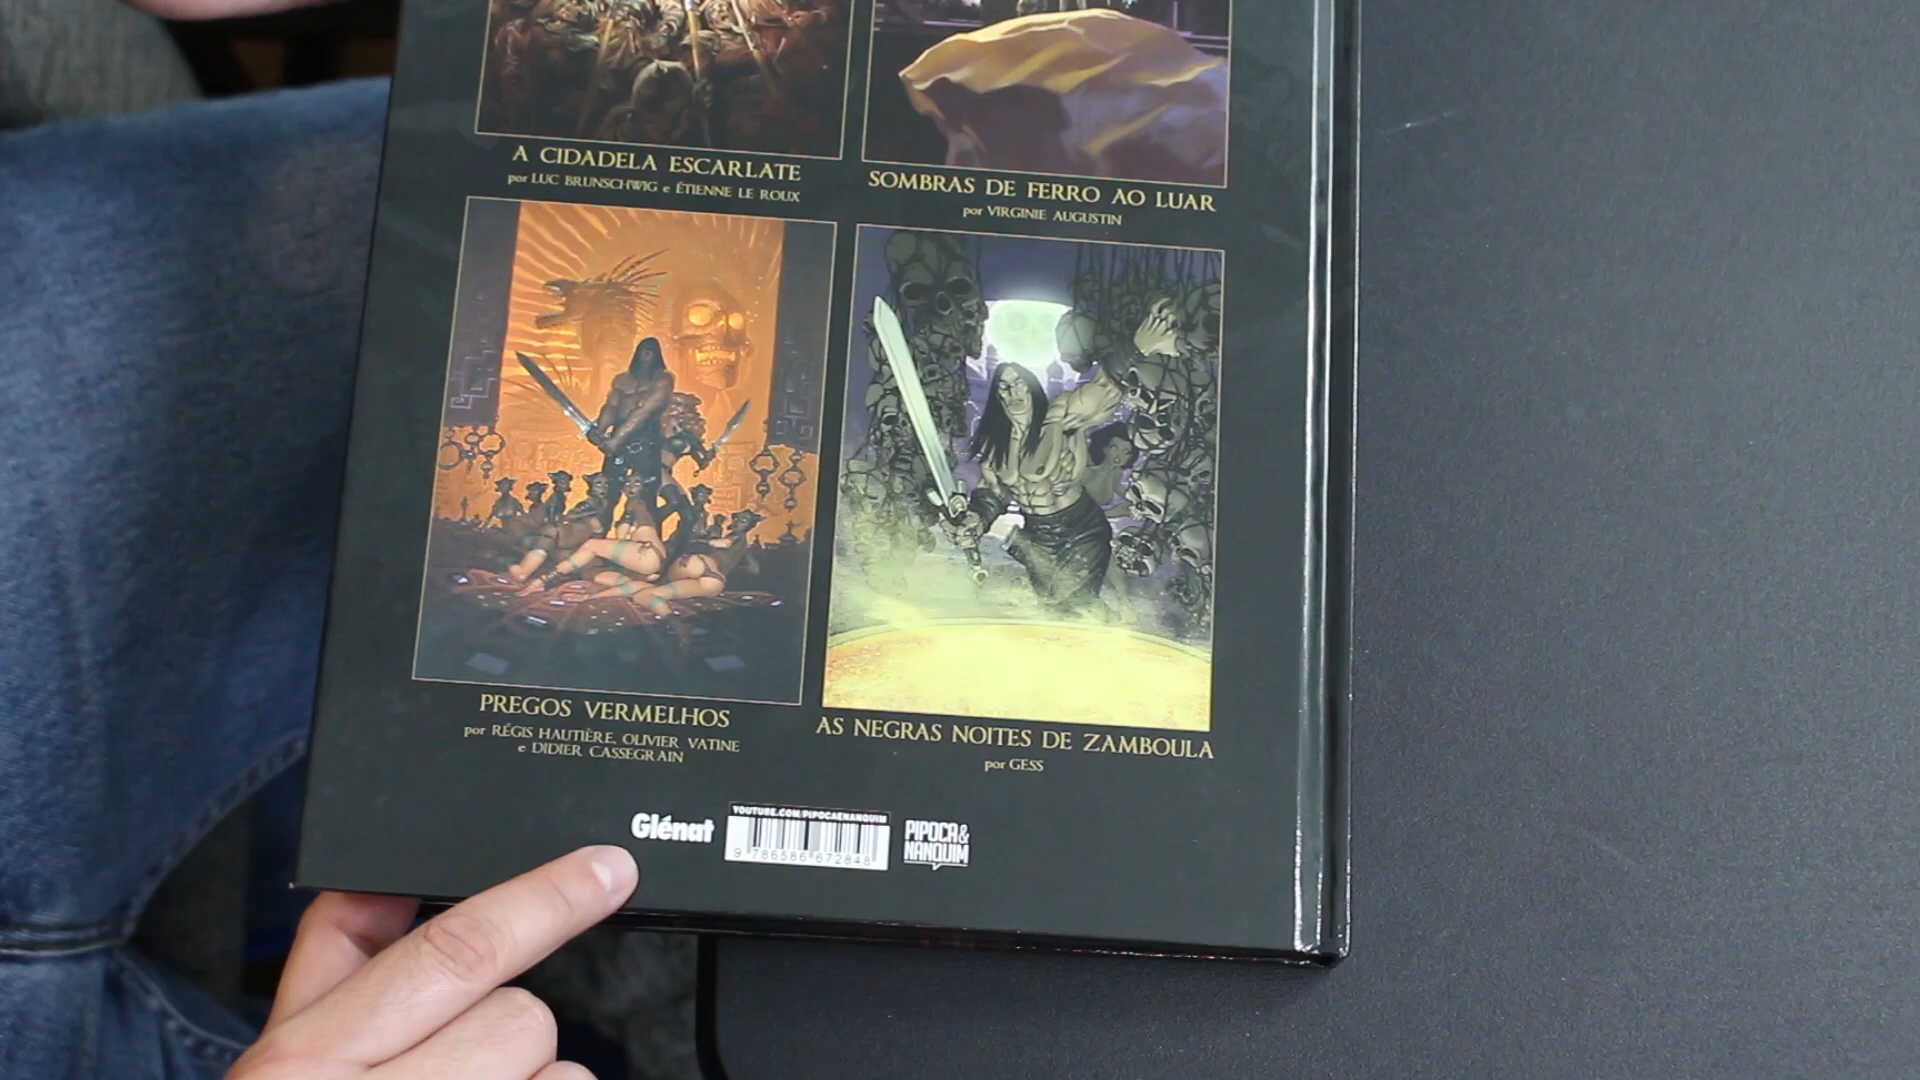 A CIDADELA ESCARLATE
por LUC BRUNSCHWIG e ÉTIENNE LE ROUX
SOMBRAS DE FERRO AO LUAR
por VIRGINIE AUGUSTIN
PREGOS VERMELHOS
por RÉGIS HAUTIÈRE, OLIVIER VATINE
e DIDIER CASSEGRAIN
AS NEGRAS NOITES DE ZAMBOULA
por GESS
Glénat
YOUTUBE.COM/PIPOCAENANQUIM
9 786586 672848
PIPOCA &
NANQUIM